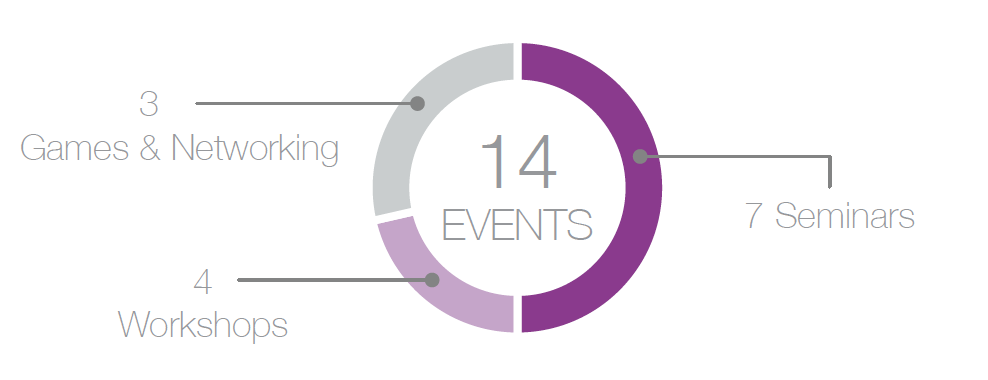 3
Games & Networking
14
EVENTS
7 Seminars
4
Workshops